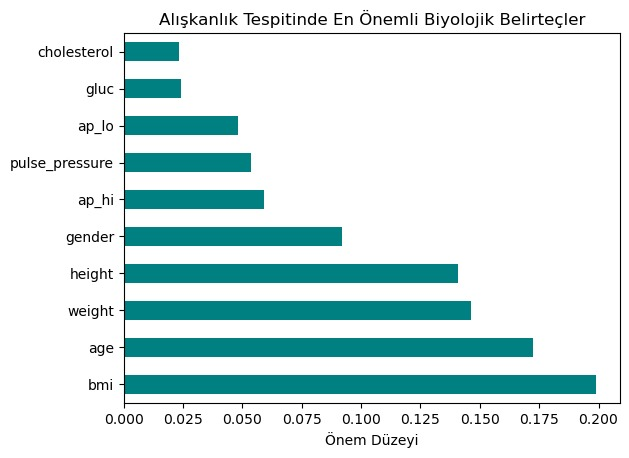 Alışkanlık Tespitinde En Önemli Biyolojik Belirteçler
cholesterol
gluc
ap_lo
pulse_pressure
ap_hi
gender
height
weight
age
bmi
0.000 0.025 0.050 0.075 0.100 0.125 0.150 0.175 0.200
Önem Düzeyi